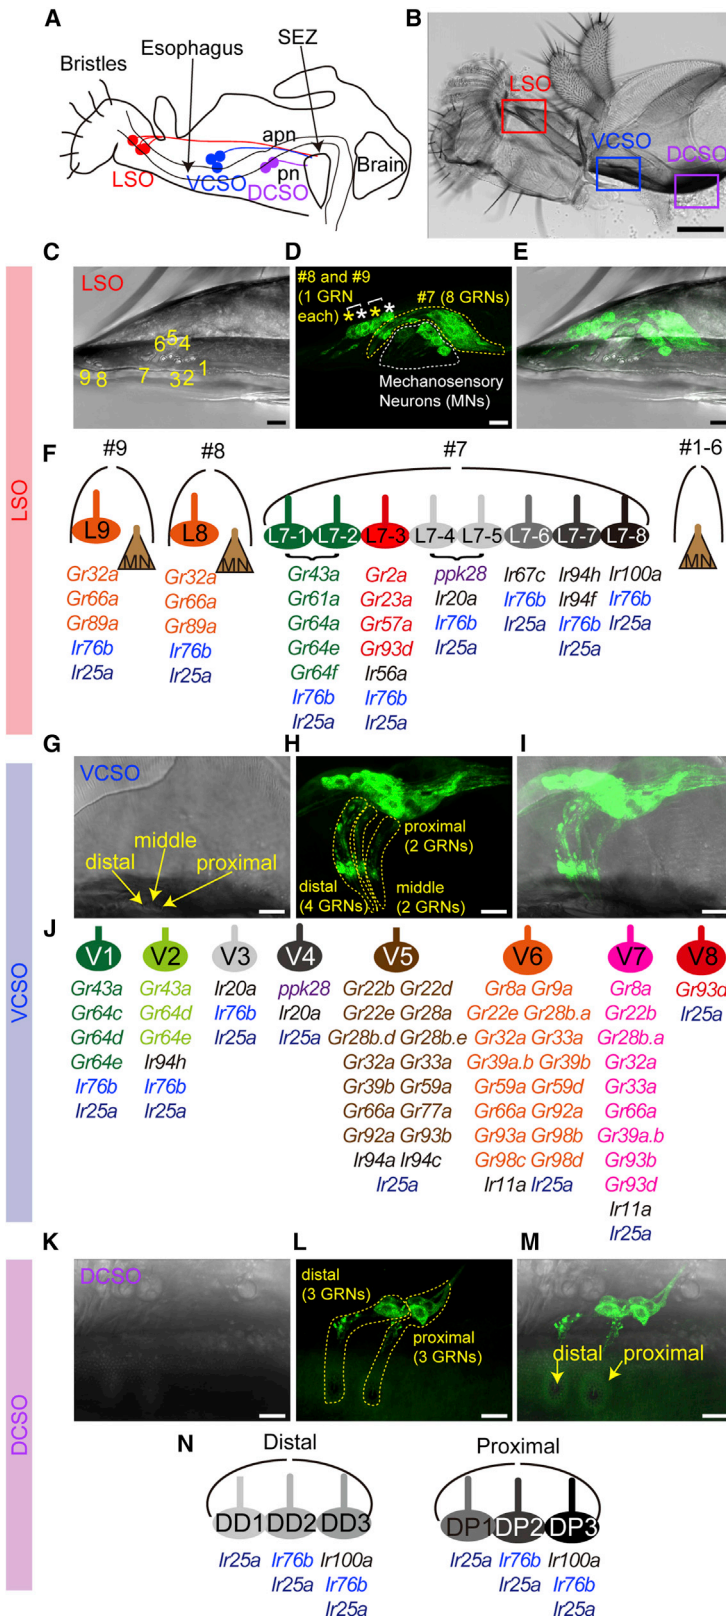 A
Esophagus
SEZ
Bristles
apn
LSO
VCSO
pn
DCSO
Brain
B
LSO
VCSO
DCSO
LSO
C
LSO
6 5 4
9 8 7 3 2 1
D
#8 and #9
(1 GRN
each)
#7 (8 GRNs)
* * * *
Mechanosensory
Neurons (MNs)
E
F
#9
#8
#7
#1-6
L9 MN
L8 MN
L7-1 L7-2 L7-3 L7-4 L7-5 L7-6 L7-7 L7-8
MN
Gr32a
Gr66a
Gr89a
Ir76b
Ir25a
Gr32a
Gr66a
Gr89a
Ir76b
Ir25a
Gr43a
Gr61a
Gr64a
Gr64e
Gr64f
Ir76b
Ir25a
Gr2a
Gr23a
Gr57a
Gr93d
Ir56a
Ir76b
Ir25a
ppk28
Ir20a
Ir76b
Ir25a
Ir67c
Ir76b
Ir25a
Ir94h
Ir94f
Ir76b
Ir25a
Ir100a
Ir76b
Ir25a
VCSO
G
VCSO
middle
distal
proximal
H
proximal
(2 GRNs)
distal
(4 GRNs)
middle
(2 GRNs)
I
J
V1
Gr43a
Gr64c
Gr64d
Gr64e
Ir76b
Ir25a
V2
Gr43a
Gr64d
Gr64e
Ir94h
Ir76b
Ir25a
V3
Ir20a
Ir76b
Ir25a
V4
ppk28
Ir20a
Ir25a
V5
Gr22b Gr22d
Gr22e Gr28a
Gr28b.d Gr28b.e
Gr32a Gr33a
Gr39b Gr59a
Gr66a Gr77a
Gr92a Gr93b
Ir94a Ir94c
Ir25a
V6
Gr8a Gr9a
Gr22e Gr28b.a
Gr32a Gr33a
Gr39a.b Gr39b
Gr59a Gr59d
Gr66a Gr92a
Gr93a Gr98b
Gr98c Gr98d
Ir11a Ir25a
V7
Gr8a
Gr22b
Gr28b.a
Gr32a
Gr33a
Gr66a
Gr39a.b
Gr93b
Gr93d
Ir11a
Ir25a
V8
Gr93d
Ir25a
DCSO
K
DCSO
L
distal
(3 GRNs)
proximal
(3 GRNs)
M
distal
proximal
N
Distal
DD1 DD2 DD3
Ir25a
Ir76b
Ir25a
Ir100a
Ir76b
Ir25a
Proximal
DP1 DP2 DP3
Ir25a
Ir76b
Ir25a
Ir100a
Ir76b
Ir25a